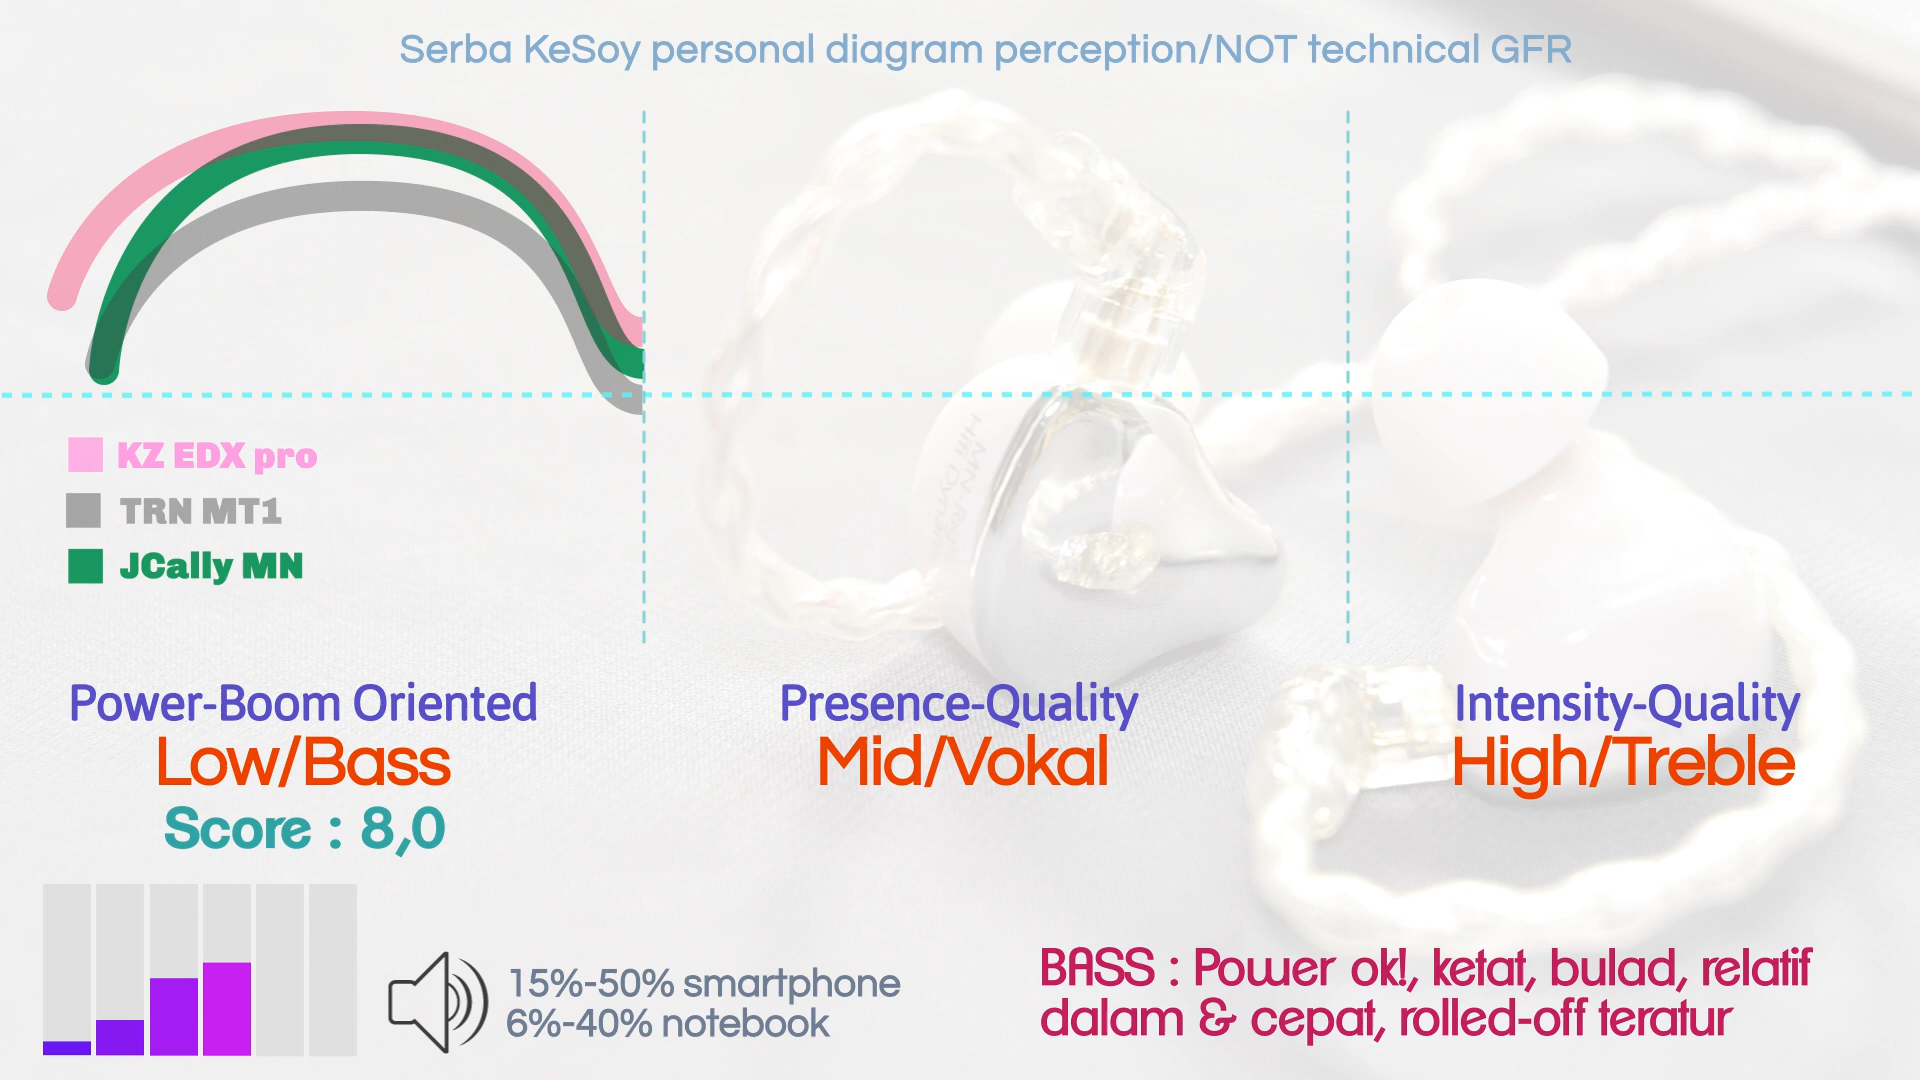 Serba KeSoy personal diagram perception/NOT technical GFR
KZ EDX pro
TRN MT1
JCally MN
Power-Boom Oriented
Low/Bass
Score : 8,0
Presence-Quality
Mid/Vokal
Intensity-Quality
High/Treble
15%-50% smartphone
6%-40% notebook
BASS : Power ok!, ketat, bulad, relatif
dalam & cepat, rolled-off teratur